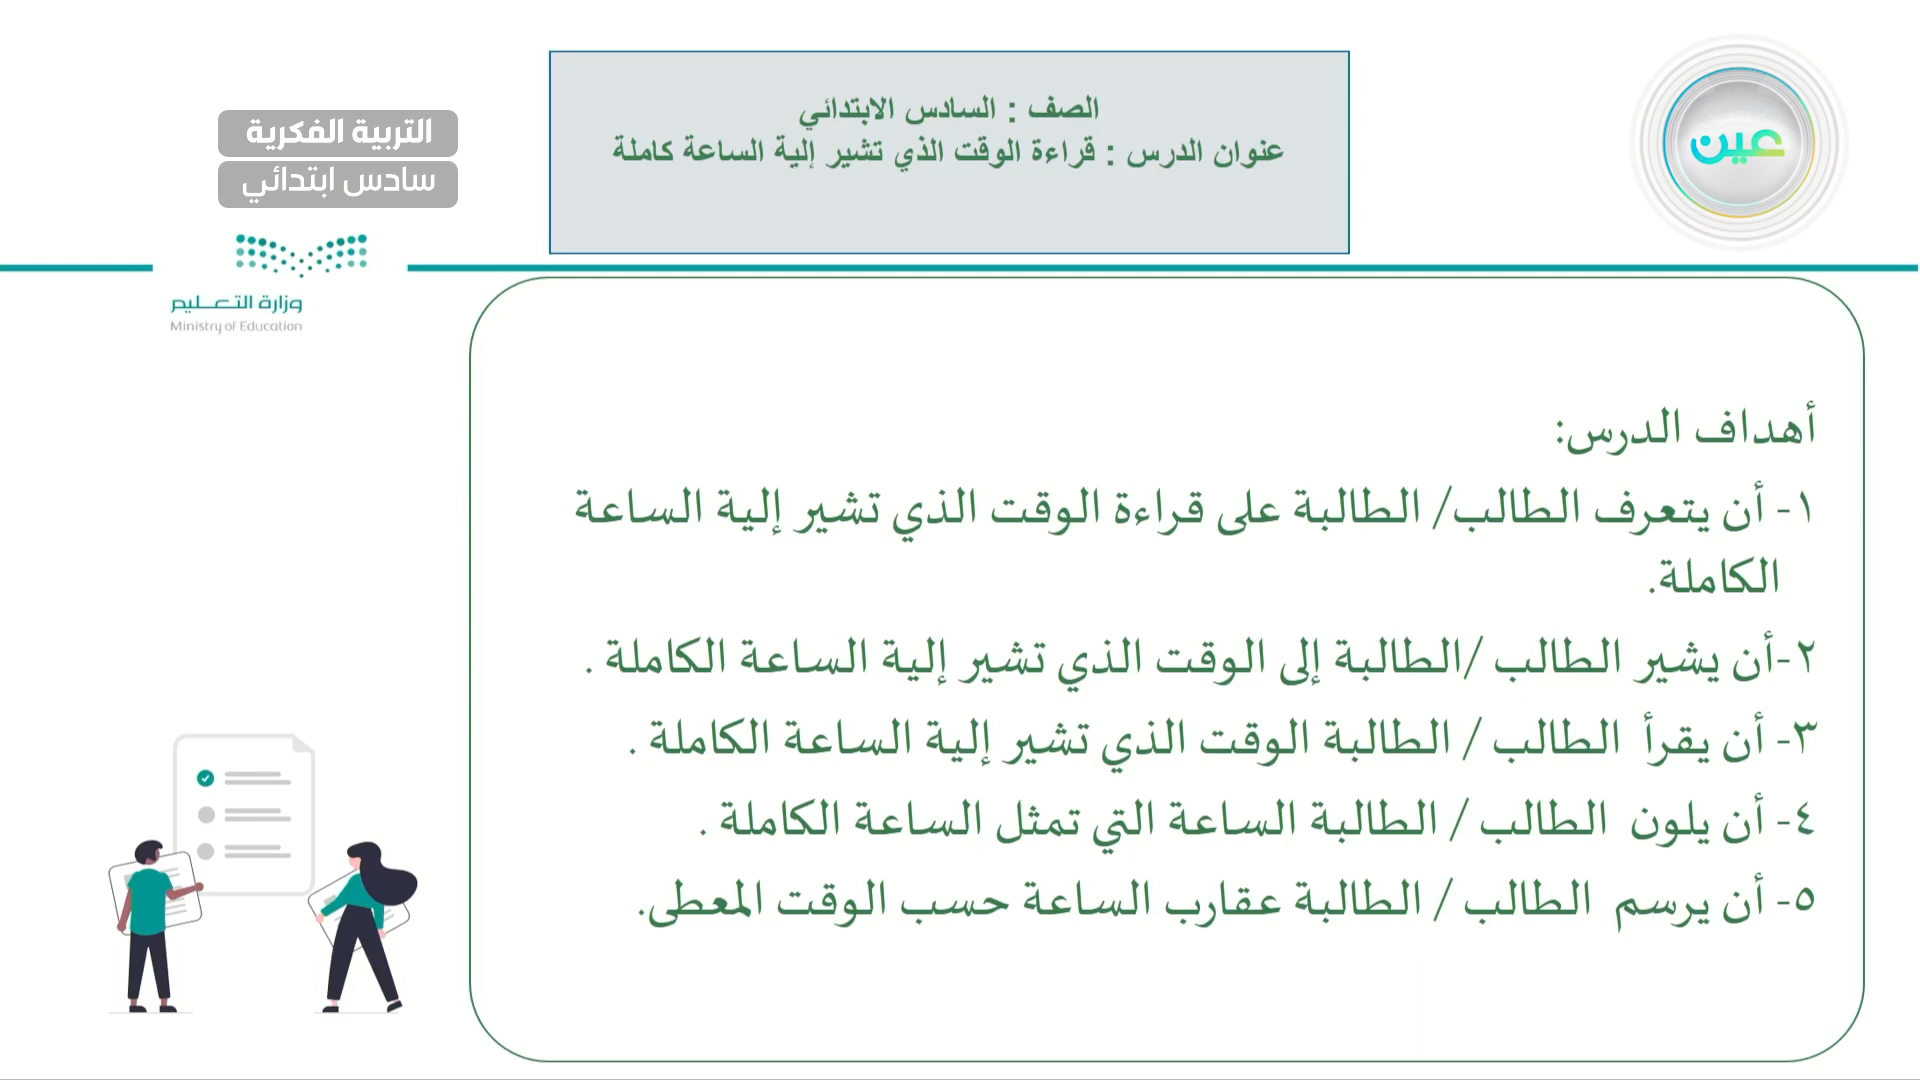 الصف : السادس الابتدائي
عنوان الدرس : قراءة الوقت الذي تشير إلية الساعة كاملة
عين
التربية الفكرية
سادس ابتدائي
وزارة التعليم
Ministry of Education
أهداف الدرس:
١- أن يتعرف الطالب/ الطالبة على قراءة الوقت الذي تشير إلية الساعة
الكاملة.
٢-أن يشير الطالب /الطالبة إلى الوقت الذي تشير إلية الساعة الكاملة .
٣- أن يقرأ الطالب / الطالبة الوقت الذي تشير إلية الساعة الكاملة .
٤- أن يلون الطالب / الطالبة الساعة التي تمثل الساعة الكاملة .
٥- أن يرسم الطالب / الطالبة عقارب الساعة حسب الوقت المعطى.